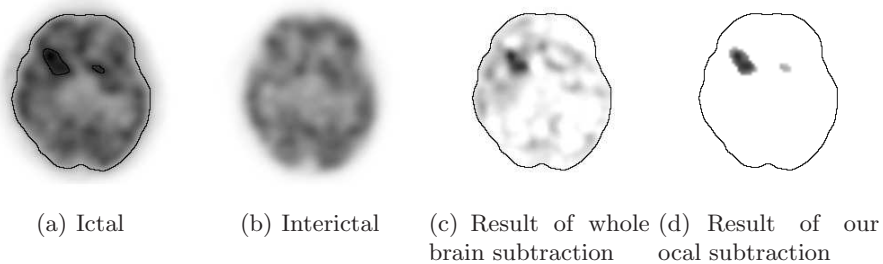 (a) Ictal
(b) Interictal
(c) Result of whole
brain subtraction
(d) Result of our
ocal subtraction